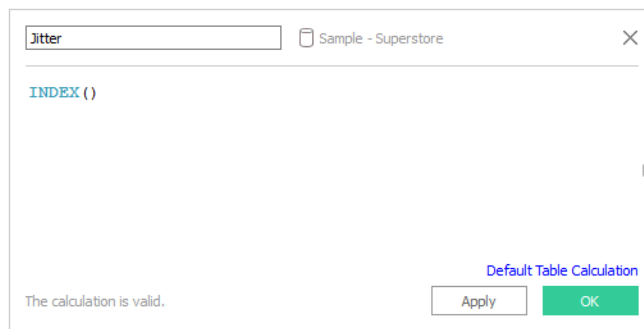 Jitter
Sample - Superstore
INDEX()
Default Table Calculation
The calculation is valid.
Apply
OK